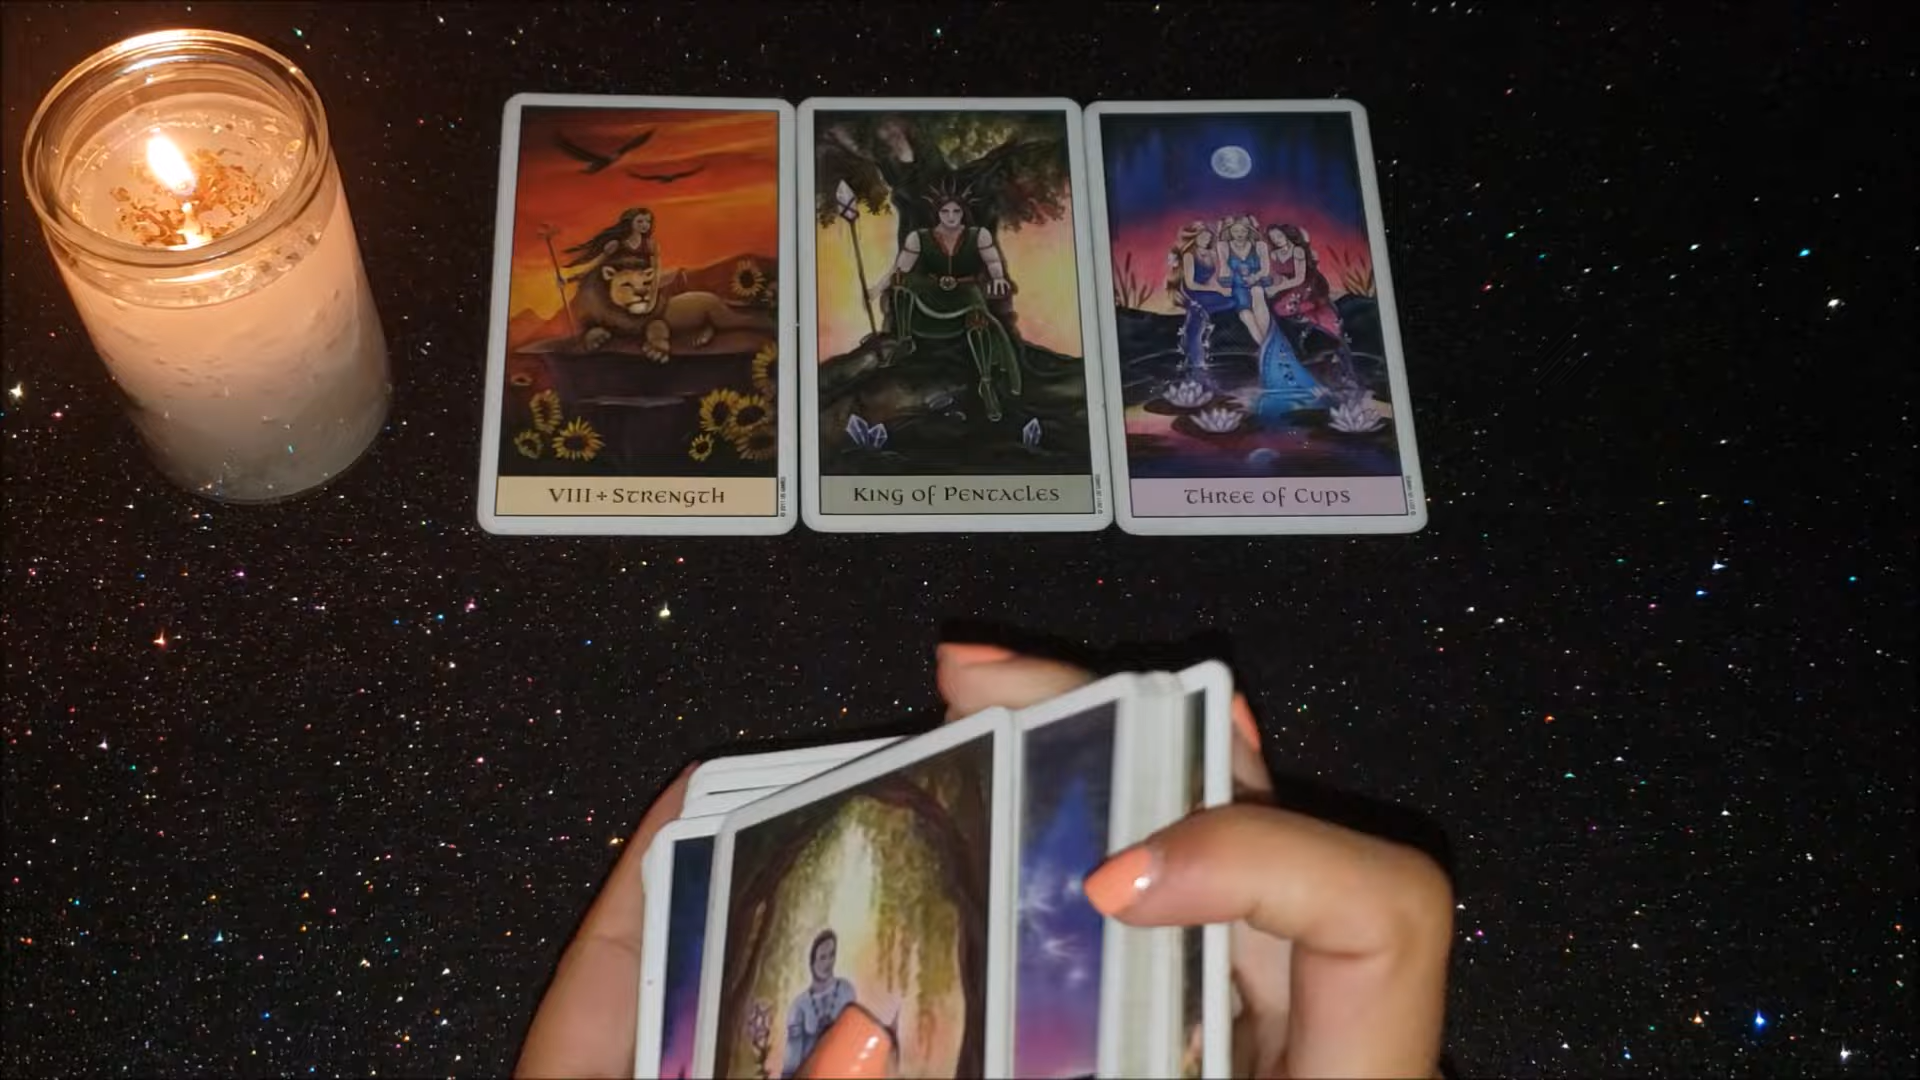 VIII + Strength
King of Pentacles
Three of Cups